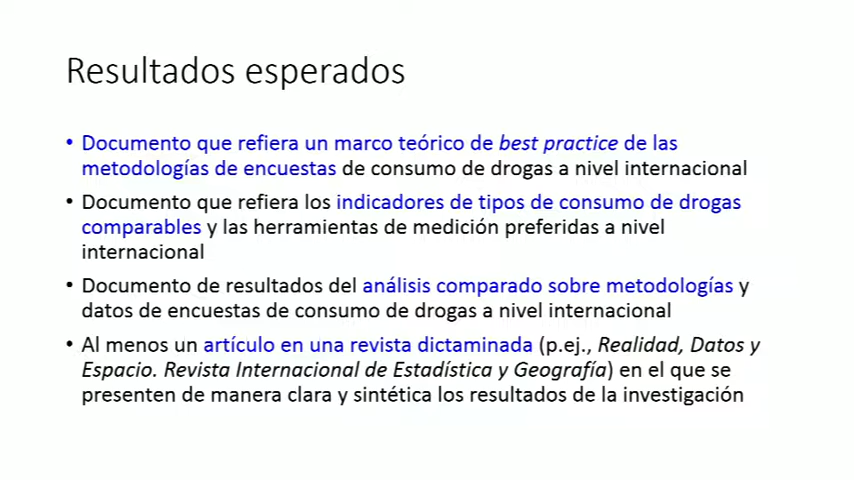 Resultados esperados
• Documento que refiera un marco teórico de best practice de las
metodologías de encuestas de consumo de drogas a nivel internacional
• Documento que refiera los indicadores de tipos de consumo de drogas
comparables y las herramientas de medición preferidas a nivel
internacional
• Documento de resultados del análisis comparado sobre metodologías y
datos de encuestas de consumo de drogas a nivel internacional
• Al menos un artículo en una revista dictaminada (p.ej., Realidad, Datos y
Espacio. Revista Internacional de Estadística y Geografía) en el que se
presenten de manera clara y sintética los resultados de la investigación